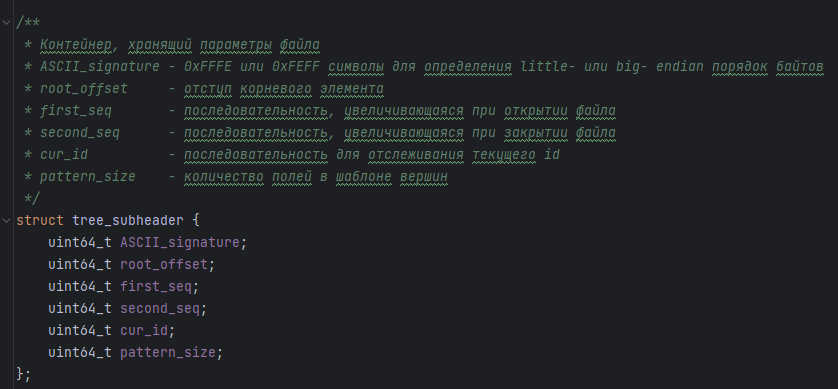 /**
 * Контейнер, хранящий параметры файла
 * ASCII_signature - 0xFFFE или 0xFEFF символы для определения little- или big- endian порядок байтов
 * root_offset     - отступ корневого элемента
 * first_seq       - последовательность, увеличивающаяся при открытии файла
 * second_seq      - последовательность, увеличивающаяся при закрытии файла
 * cur_id          - последовательность для отслеживания текущего id
 * pattern_size    - количество полей в шаблоне вершин
 */
struct tree_subheader {
    uint64_t ASCII_signature;
    uint64_t root_offset;
    uint64_t first_seq;
    uint64_t second_seq;
    uint64_t cur_id;
    uint64_t pattern_size;
};